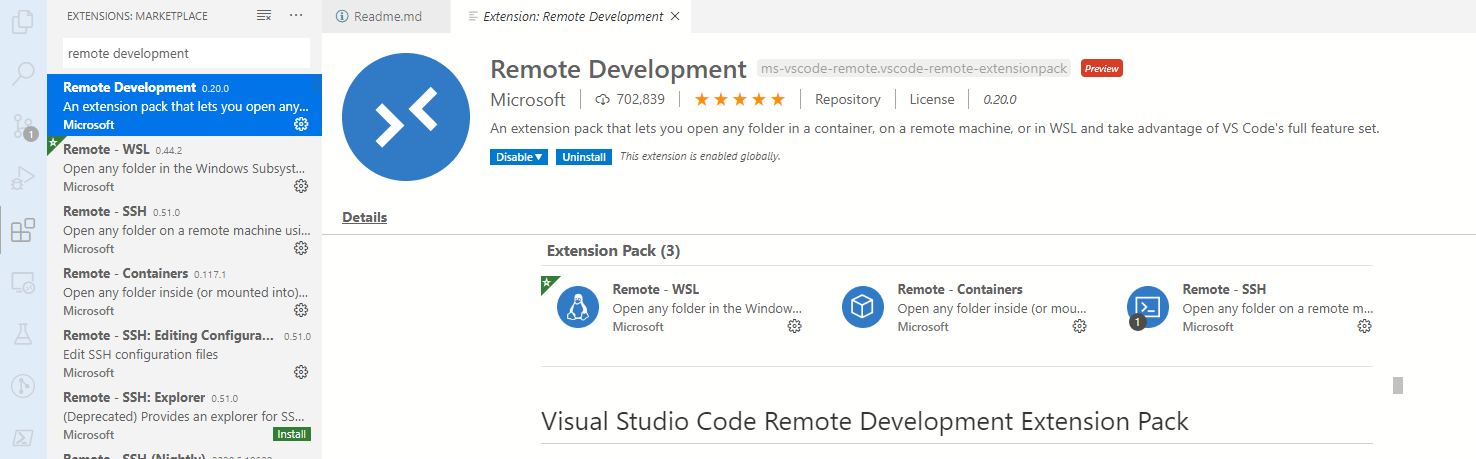 EXTENSIONS: MARKETPLACE
Readme.md
Extension: Remote Development
remote development
Remote Development 0.20.0
An extension pack that lets you open any...
Microsoft
1
Remote - WSL 0.44.2
Open any folder in the Windows Subsyst...
Microsoft
Remote - SSH 0.51.0
Open any folder on a remote machine usi...
Microsoft
Remote - Containers 0.117.1
Open any folder inside (or mounted into)...
Microsoft
Remote - SSH: Editing Configura... 0.51.0
Edit SSH configuration files
Microsoft
Remote - SSH: Explorer 0.51.0
(Deprecated) Provides an explorer for SS...
Microsoft Install
Remote - SSH (Nightly)
Remote Development ms-vscode-remote.vscode-remote-extensionpack Preview
Microsoft 702,839 Repository License 0.20.0
An extension pack that lets you open any folder in a container, on a remote machine, or in WSL and take advantage of VS Code's full feature set.
Disable Uninstall This extension is enabled globally.
Details
Extension Pack (3)
Remote - WSL
Open any folder in the Window...
Microsoft
Remote - Containers
Open any folder inside (or mou...
Microsoft
Remote - SSH
Open any folder on a remote m...
1
Microsoft
Visual Studio Code Remote Development Extension Pack